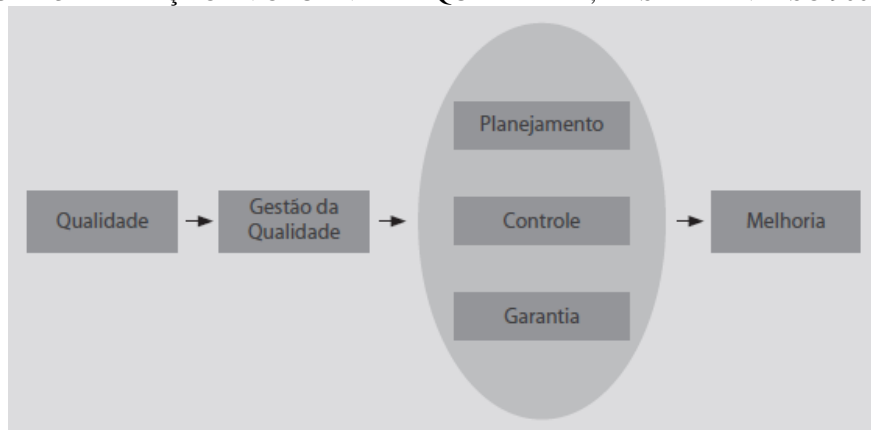 Planejamento
Qualidade
Gestão da
Qualidade
Controle
Melhoria
Garantia